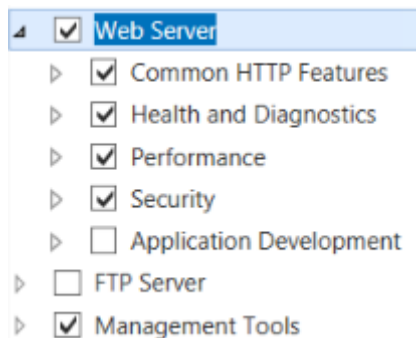 Web Server
Common HTTP Features
Health and Diagnostics
Performance
Security
Application Development
FTP Server
Management Tools